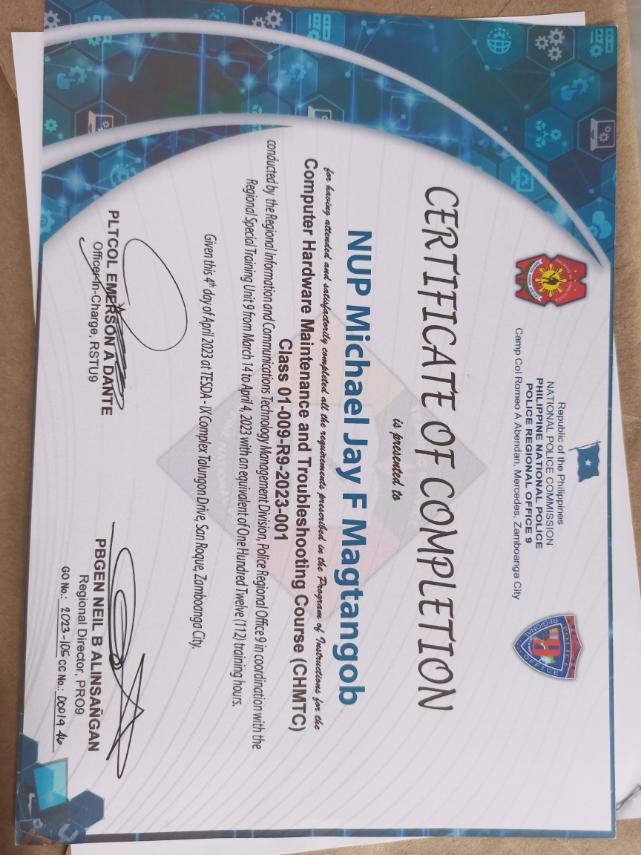 Republic of the Philippines
NATIONAL POLICE COMMISSION
PHILIPPINE NATIONAL POLICE
POLICE REGIONAL OFFICE 9
Camp Col Romeo A Abendan, Mercedes, Zamboanga City
CERTIFICATE OF COMPLETION
is presented to
NUP Michael Jay F Magtangob
for having attended and satisfactorily completed all the requirements prescribed in the Program of Instructions for the
Computer Hardware Maintenance and Troubleshooting Course (CHMTC)
Class 01-009-R9-2023-001
conducted by the Regional Information and Communications Technology Management Division, Police Regional Office 9 in coordination with the
Regional Special Training Unit 9 from March 14 to April 4, 2023 with an equivalent of One Hundred Twelve (112) training hours.
Given this 4th day of April 2023 at TESDA - IX Complex Talungon Drive, San Roque, Zamboanga City.
PLTCOL EMERSON A DANTE
Officer-in-Charge, RSTU9
PBGEN NEIL B ALINSAÑGAN
Regional Director, PRO9
GO No.: 2023-106 CC No.: 00019